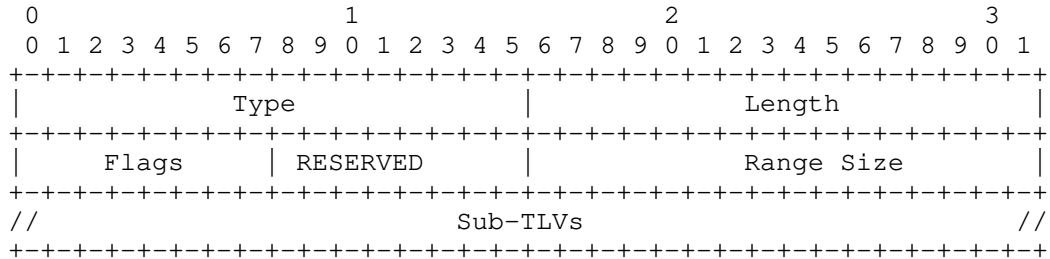 0                   1                   2                   3
 0 1 2 3 4 5 6 7 8 9 0 1 2 3 4 5 6 7 8 9 0 1 2 3 4 5 6 7 8 9 0 1
+-+-+-+-+-+-+-+-+-+-+-+-+-+-+-+-+-+-+-+-+-+-+-+-+-+-+-+-+-+-+-+-+
|             Type              |             Length            |
+-+-+-+-+-+-+-+-+-+-+-+-+-+-+-+-+-+-+-+-+-+-+-+-+-+-+-+-+-+-+-+-+
|     Flags     | RESERVED      |             Range Size        |
+-+-+-+-+-+-+-+-+-+-+-+-+-+-+-+-+-+-+-+-+-+-+-+-+-+-+-+-+-+-+-+-+
//                          Sub-TLVs                           //
+-+-+-+-+-+-+-+-+-+-+-+-+-+-+-+-+-+-+-+-+-+-+-+-+-+-+-+-+-+-+-+-+